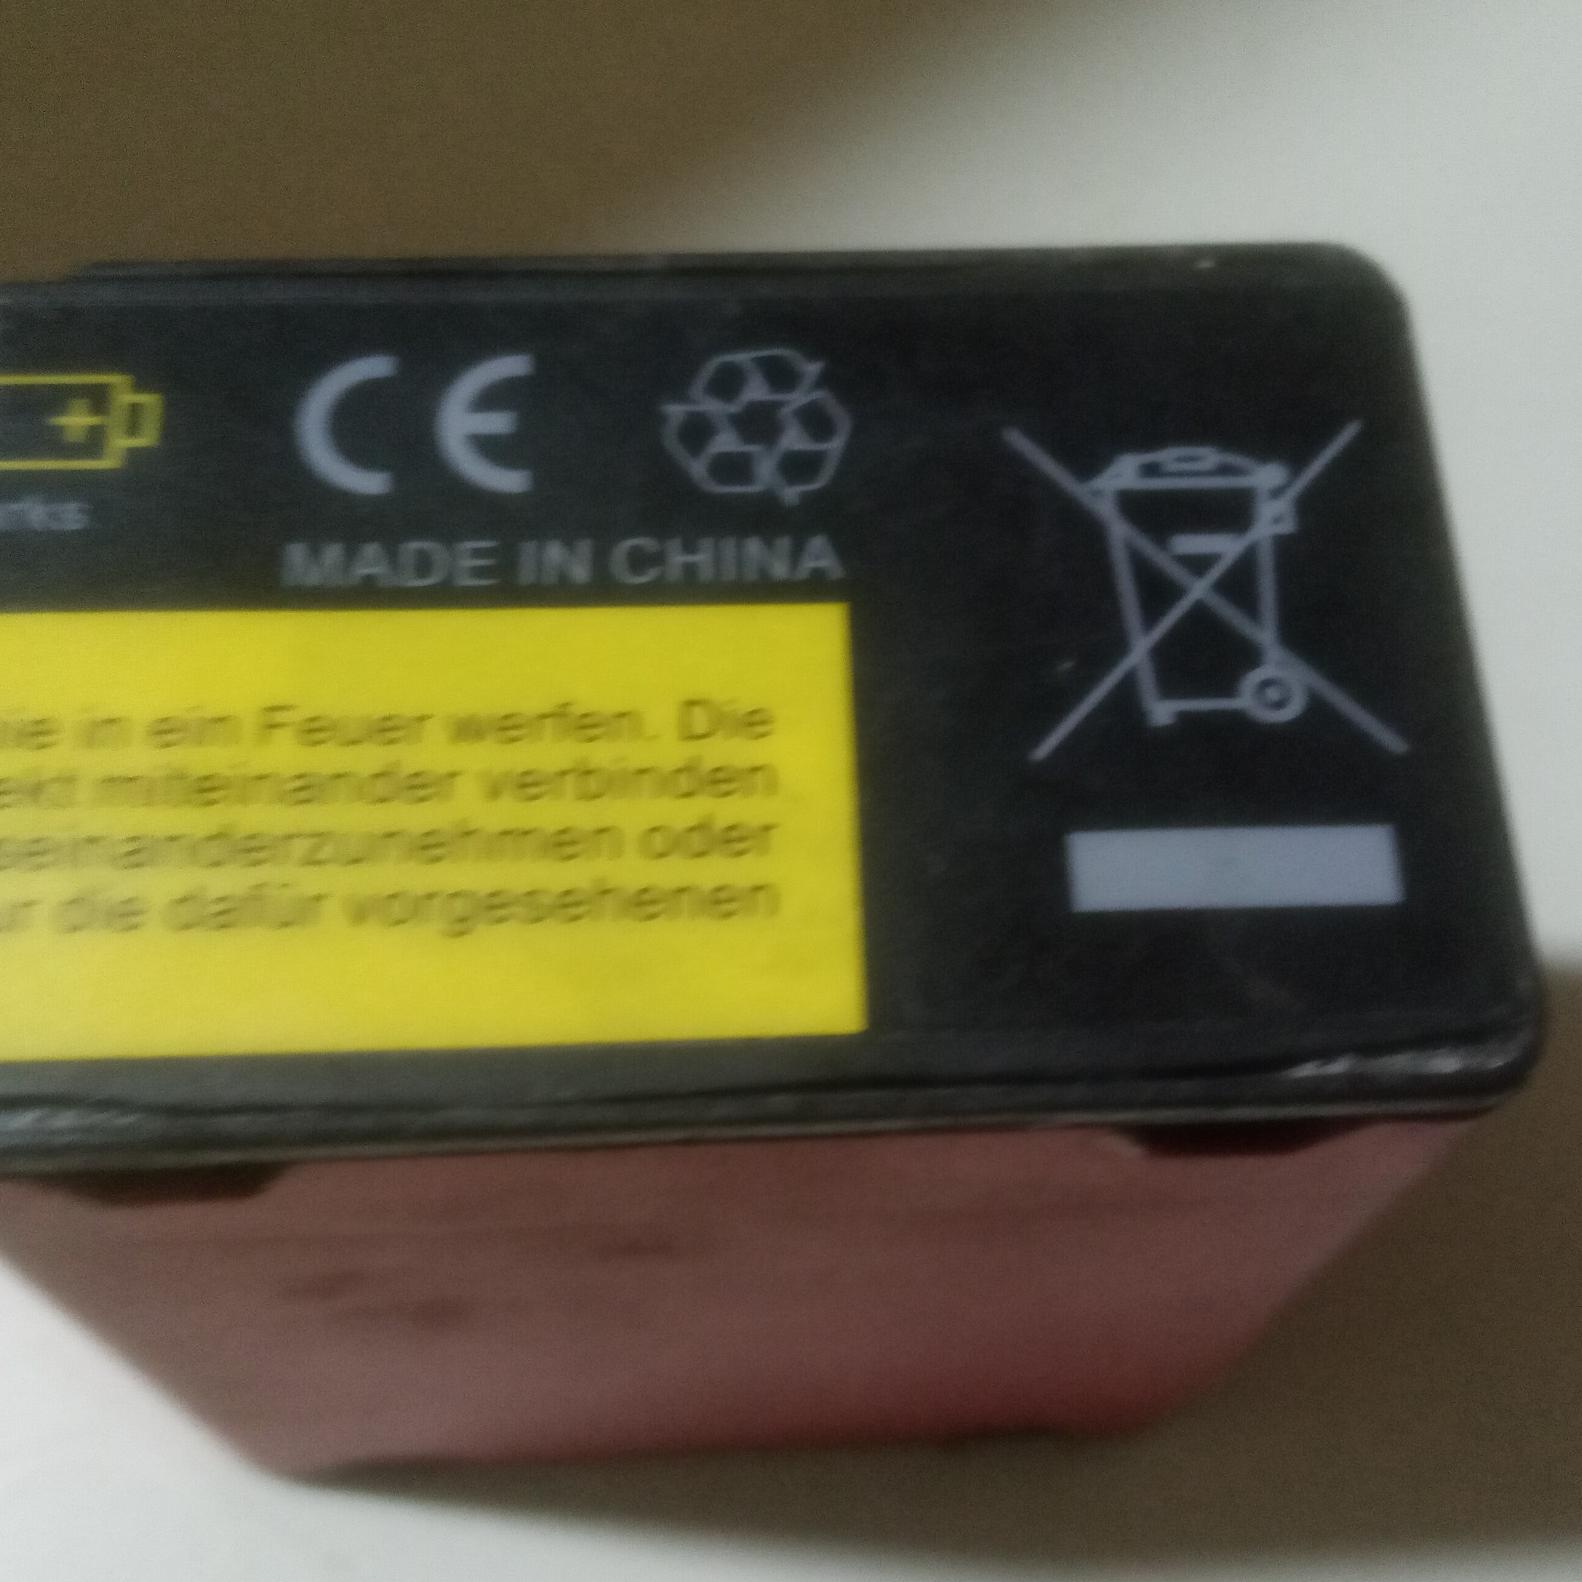 CE
MADE IN CHINA
in ein Feuer werfen. Die
miteinander verbinden
oder
die dafür vorgesehenen